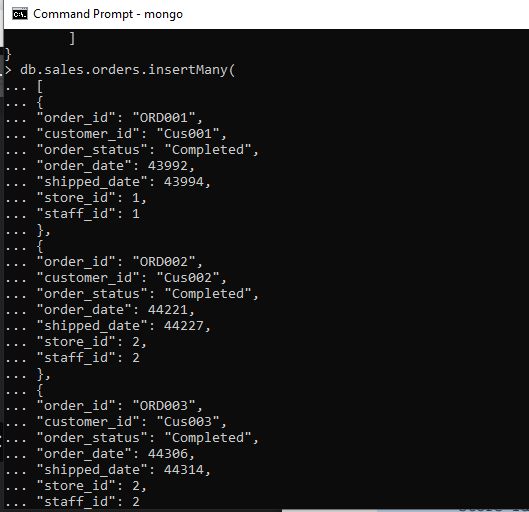 Command Prompt - mongo
]
}
> db.sales.orders.insertMany(
... [
... {
... "order_id": "ORD001",
... "customer_id": "Cus001",
... "order_status": "Completed",
... "order_date": 43992,
... "shipped_date": 43994,
... "store_id": 1,
... "staff_id": 1
... },
... {
... "order_id": "ORD002",
... "customer_id": "Cus002",
... "order_status": "Completed",
... "order_date": 44221,
... "shipped_date": 44227,
... "store_id": 2,
... "staff_id": 2
... },
... {
... "order_id": "ORD003",
... "customer_id": "Cus003",
... "order_status": "Completed",
... "order_date": 44306,
... "shipped_date": 44314,
... "store_id": 2,
... "staff_id": 2